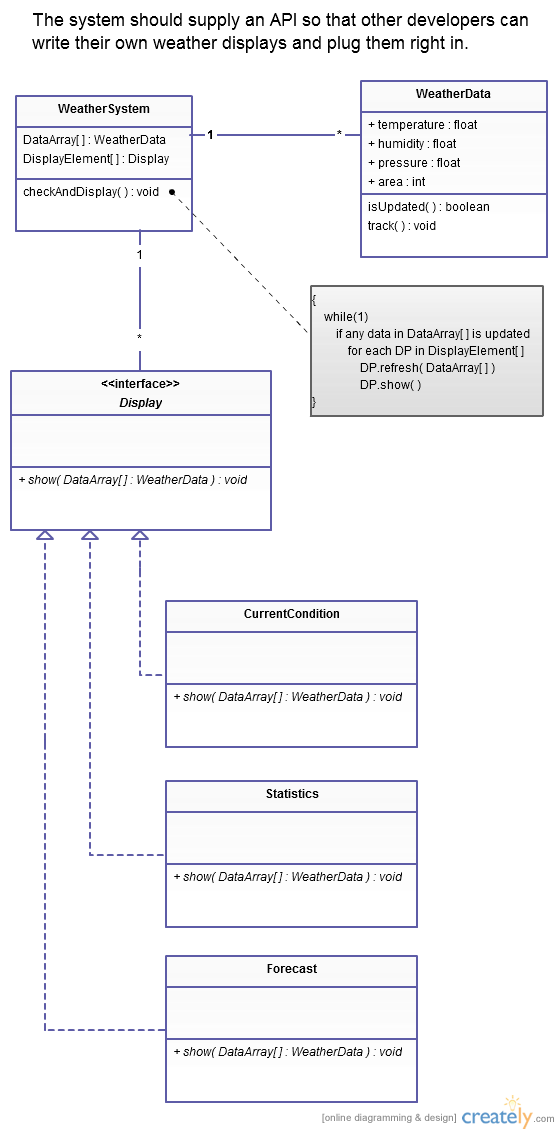 The system should supply an API so that other developers can
write their own weather displays and plug them right in.
WeatherSystem
DataArray[ ] : WeatherData
DisplayElement[ ] : Display
checkAndDisplay( ) : void
1
*
WeatherData
+ temperature : float
+ humidity : float
+ pressure : float
+ area : int
isUpdated( ) : boolean
track( ) : void
1
*
{
while(1)
if any data in DataArray[ ] is updated
for each DP in DisplayElement[ ]
DP.refresh( DataArray[ ] )
DP.show( )
}
<<interface>>
Display
+ show( DataArray[ ] : WeatherData ) : void
CurrentCondition
+ show( DataArray[ ] : WeatherData ) : void
Statistics
+ show( DataArray[ ] : WeatherData ) : void
Forecast
+ show( DataArray[ ] : WeatherData ) : void
[online diagramming & design] creately.com